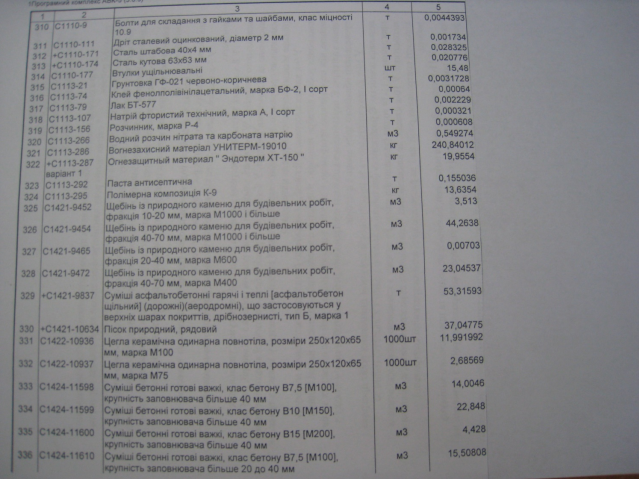 1 2 3 4 5
310 С1110-9 Болти для складання з гайками та шайбами, клас міцності т 0,0044393
10.9
311 С1110-111 Дріт сталевий оцинкований, діаметр 2 мм т 0,001734
312 +С1110-171 Сталь штабова 40х4 мм т 0,028325
313 +С1110-174 Сталь кутова 63х63 мм т 0,020776
314 С1110-177 Втулки ущільнювальні шт 15,48
315 С1113-21 Грунтовка ГФ-021 червоно-коричнева т 0,0031728
316 С1113-74 Клей фенолполівінілацетальний, марка БФ-2, І сорт т 0,00064
317 С1113-79 Лак БТ-577 т 0,002229
318 С1113-107 Натрій фтористий технічний, марка А, І сорт т 0,000321
319 С1113-156 Розчинник, марка Р-4 т 0,000608
320 С1113-266 Водний розчин нітрата та карбоната натрію м3 0,549274
321 С1113-286 Вогнезахисний матеріал УНИТЕРМ-19010 кг 240,84012
322 +С1113-287 Огнезащитный материал " Эндотерм ХТ-150 " кг 19,9554
варіант 1
323 С1113-292 Паста антисептична т 0,155036
324 С1113-295 Полімерна композиція К-9 кг 13,6354
325 С1421-9452 Щебінь із природного каменю для будівельних робіт, м3 3,513
фракція 10-20 мм, марка М1000 і більше
326 С1421-9454 Щебінь із природного каменю для будівельних робіт, м3 44,2638
фракція 40-70 мм, марка М1000 і більше
327 С1421-9465 Щебінь із природного каменю для будівельних робіт, м3 0,00703
фракція 20-40 мм, марка М600
328 С1421-9472 Щебінь із природного каменю для будівельних робіт, м3 23,04537
фракція 40-70 мм, марка М400
329 +С1421-9837 Суміші асфальтобетонні гарячі і теплі [асфальтобетон т 53,31593
щільний] (дорожні)(аеродромні), що застосовуються у
верхніх шарах покриттів, дрібнозернисті, тип Б, марка 1
330 +С1421-10634 Пісок природний, рядовий м3 37,04775
331 С1422-10936 Цегла керамічна одинарна повнотіла, розміри 250х120х65 1000шт 11,991992
мм, марка М100
332 С1422-10937 Цегла керамічна одинарна повнотіла, розміри 250х120х65 1000шт 2,68569
мм, марка М75
333 С1424-11598 Суміші бетонні готові важкі, клас бетону В7,5 [М100], м3 14,0046
крупність заповнювача більше 40 мм
334 С1424-11599 Суміші бетонні готові важкі, клас бетону В10 [М150], м3 22,848
крупність заповнювача більше 40 мм
335 С1424-11600 Суміші бетонні готові важкі, клас бетону В15 [М200], м3 4,428
крупність заповнювача більше 40 мм
336 С1424-11610 Суміші бетонні готові важкі, клас бетону В7,5 [М100], м3 15,50808
крупність заповнювача більше 20 до 40 мм